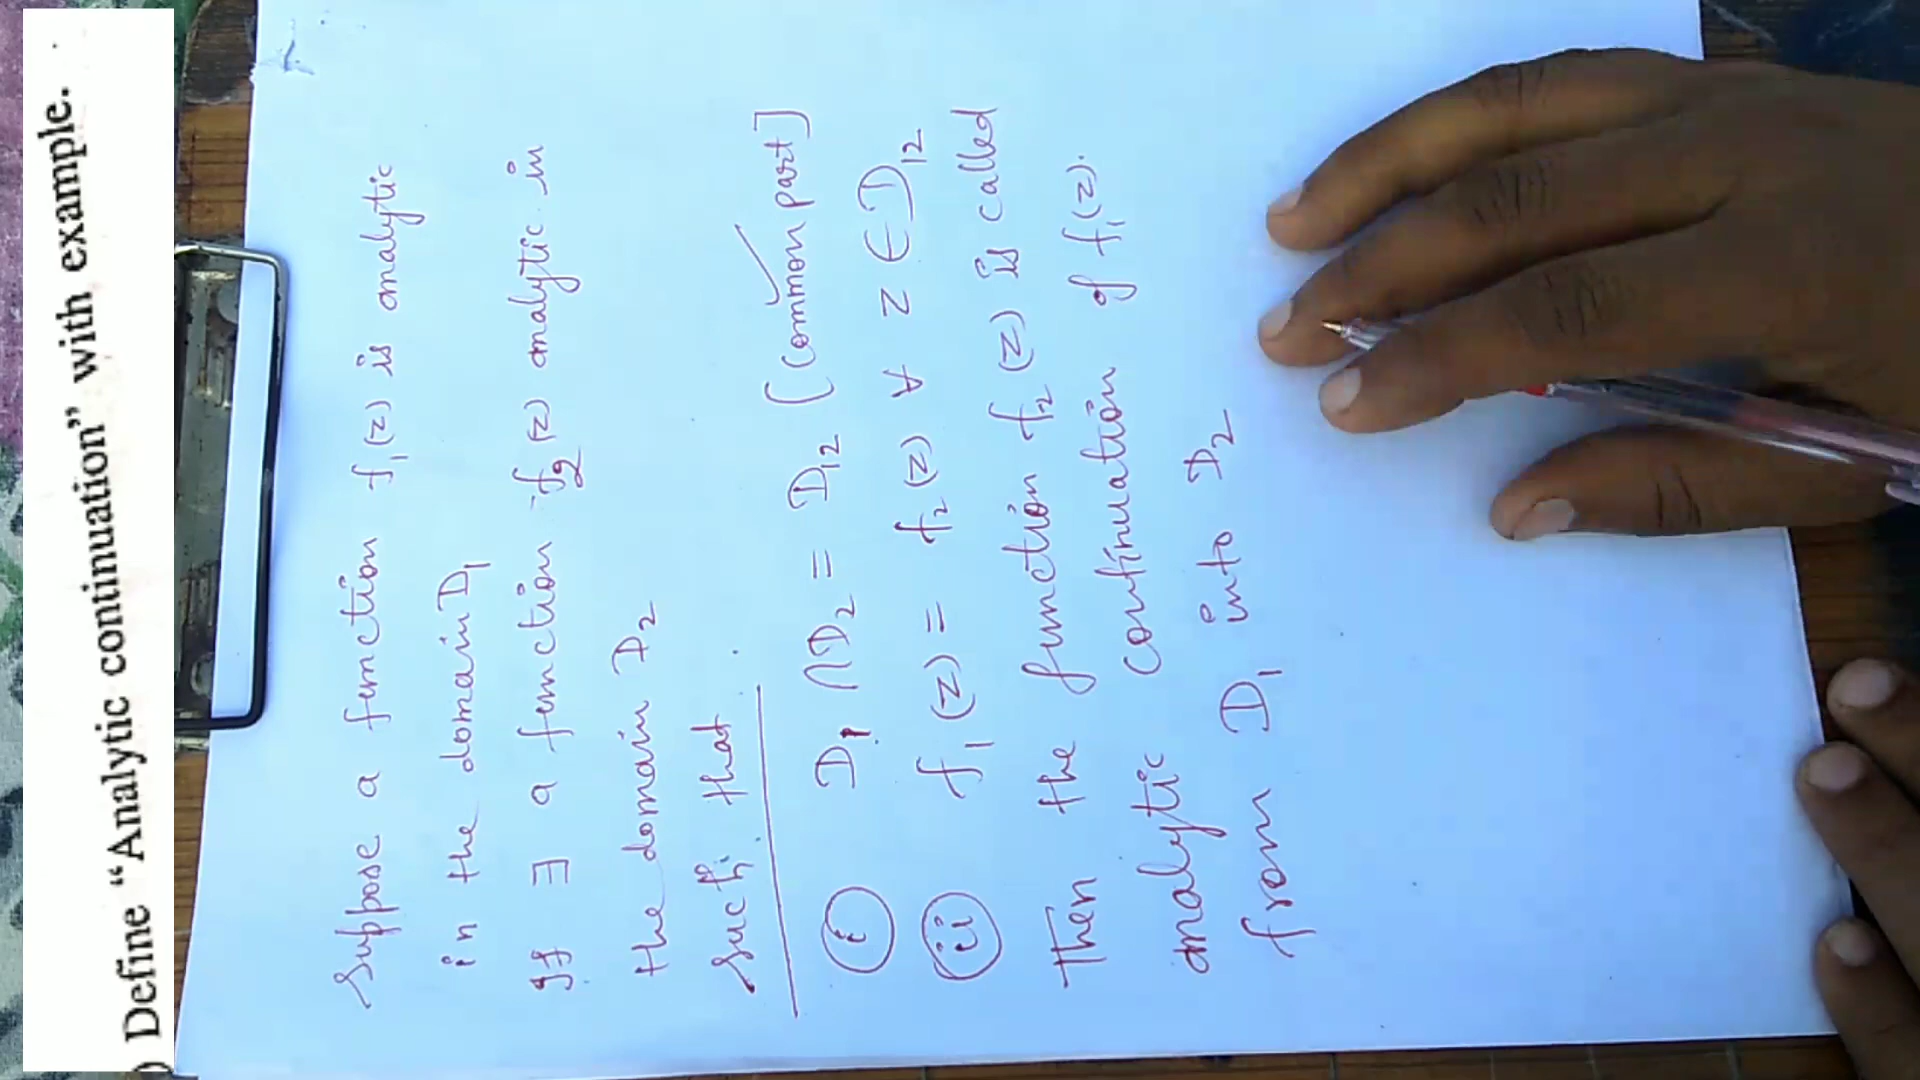 ) Define “Analytic continuation” with example.
Suppose a function f₁(z) is analytic
in the domain D₁
If ∃ a function f₂(z) analytic in
the domain D₂
such that
(i) D₁ ∩ D₂ = D₁₂ [common part]
(ii) f₁(z) = f₂(z) ∀ z ∈ D₁₂
Then the function f₂(z) is called
analytic continuation of f₁(z).
from D₁ into D₂